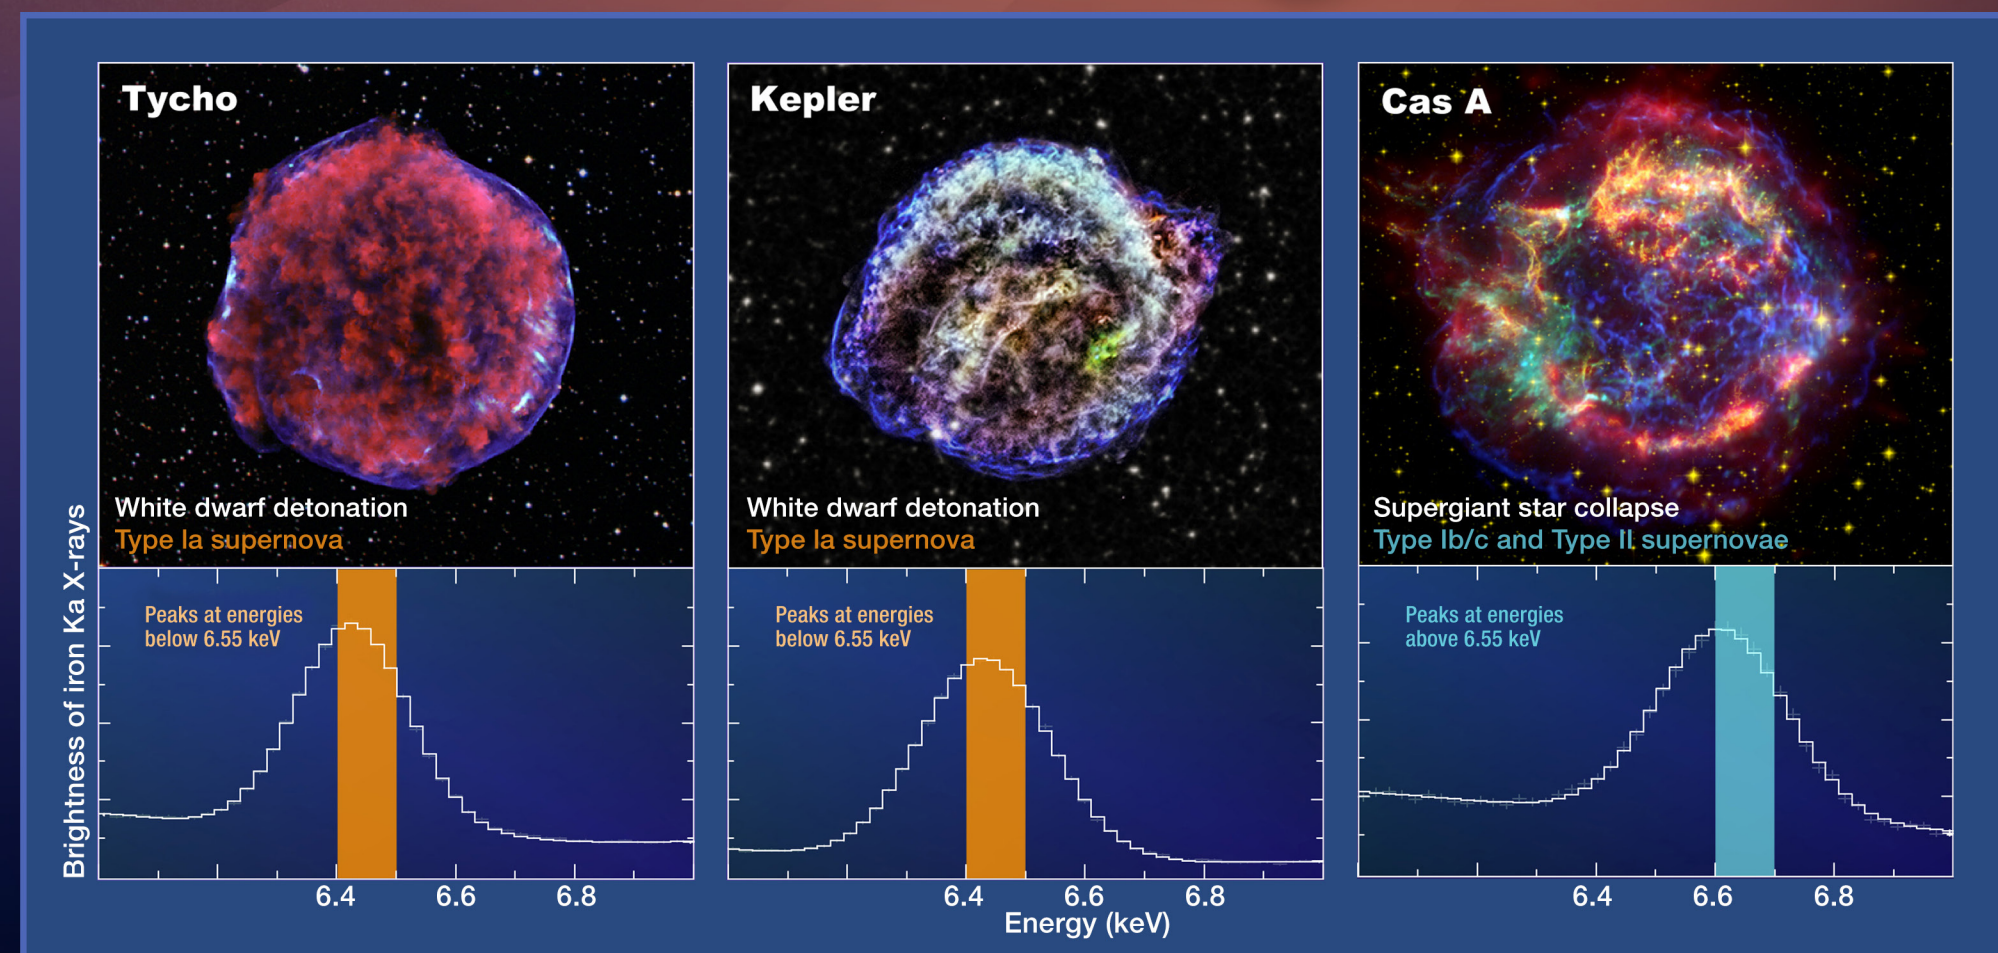 Tycho
White dwarf detonation
Type Ia supernova
Kepler
White dwarf detonation
Type Ia supernova
Cas A
Supergiant star collapse
Type Ib/c and Type II supernovae
Brightness of iron Ka X-rays
Peaks at energies
below 6.55 keV
6.4 6.6 6.8
Peaks at energies
below 6.55 keV
6.4 6.6 6.8
Peaks at energies
above 6.55 keV
6.4 6.6 6.8
Energy (keV)